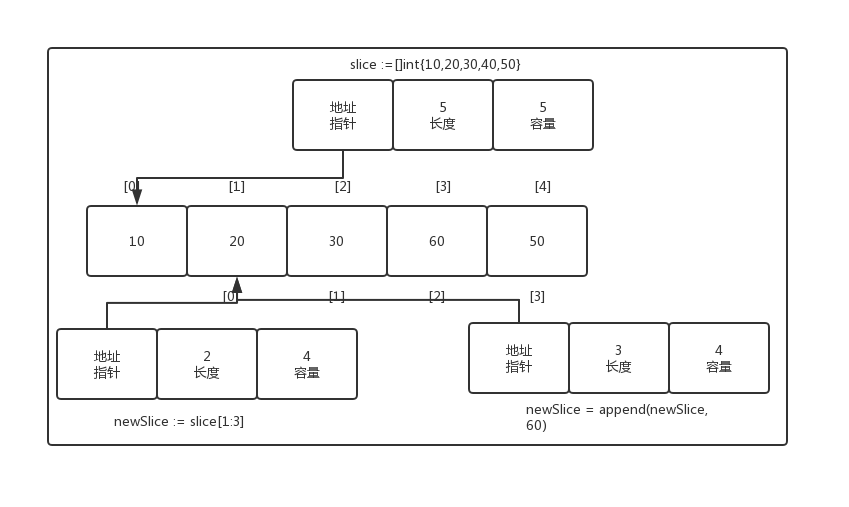 slice :=[]int{10,20,30,40,50}
地址
指针
5
长度
5
容量
[0]
[1]
[2]
[3]
[4]
10
20
30
60
50
[0]
[1]
[2]
[3]
地址
指针
2
长度
4
容量
地址
指针
3
长度
4
容量
newSlice := slice[1:3]
newSlice = append(newSlice,
60)